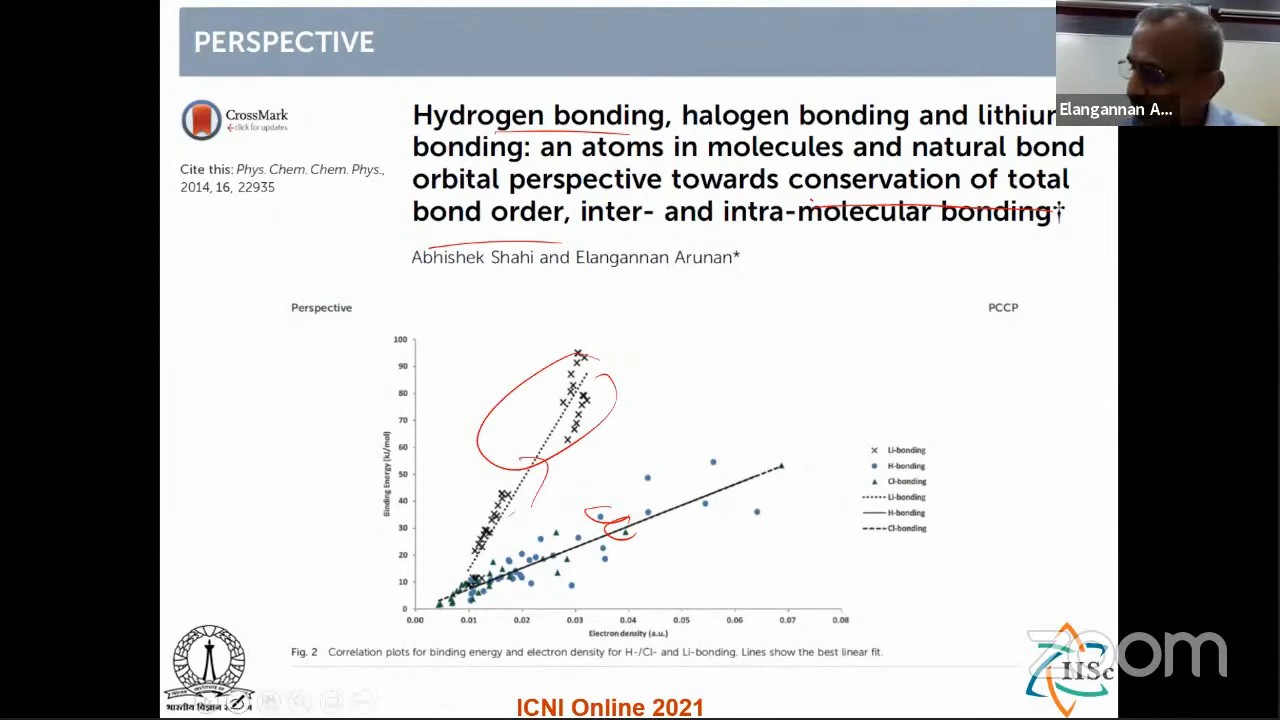 PERSPECTIVE
CrossMark
click for updates
Cite this: Phys. Chem. Chem. Phys.,
2014, 16, 22935
Hydrogen bonding, halogen bonding and lithium
bonding: an atoms in molecules and natural bond
orbital perspective towards conservation of total
bond order, inter- and intra-molecular bonding†
Abhishek Shahi and Elangannan Arunan*
Elangannan A...
Perspective
PCCP
100
90
80
70
60
50
40
30
20
10
0
Binding Energy (kJ/mol)
0.00 0.01 0.02 0.03 0.04 0.05 0.06 0.07 0.08
Electron density (a.u.)
Li-bonding
H-bonding
Cl-bonding
Li-bonding
H-bonding
Cl-bonding
Fig. 2 Correlation plots for binding energy and electron density for H-/Cl- and Li-bonding. Lines show the best linear fit.
भारतीय विज्ञान
ICNI Online 2021
zoom
IISc